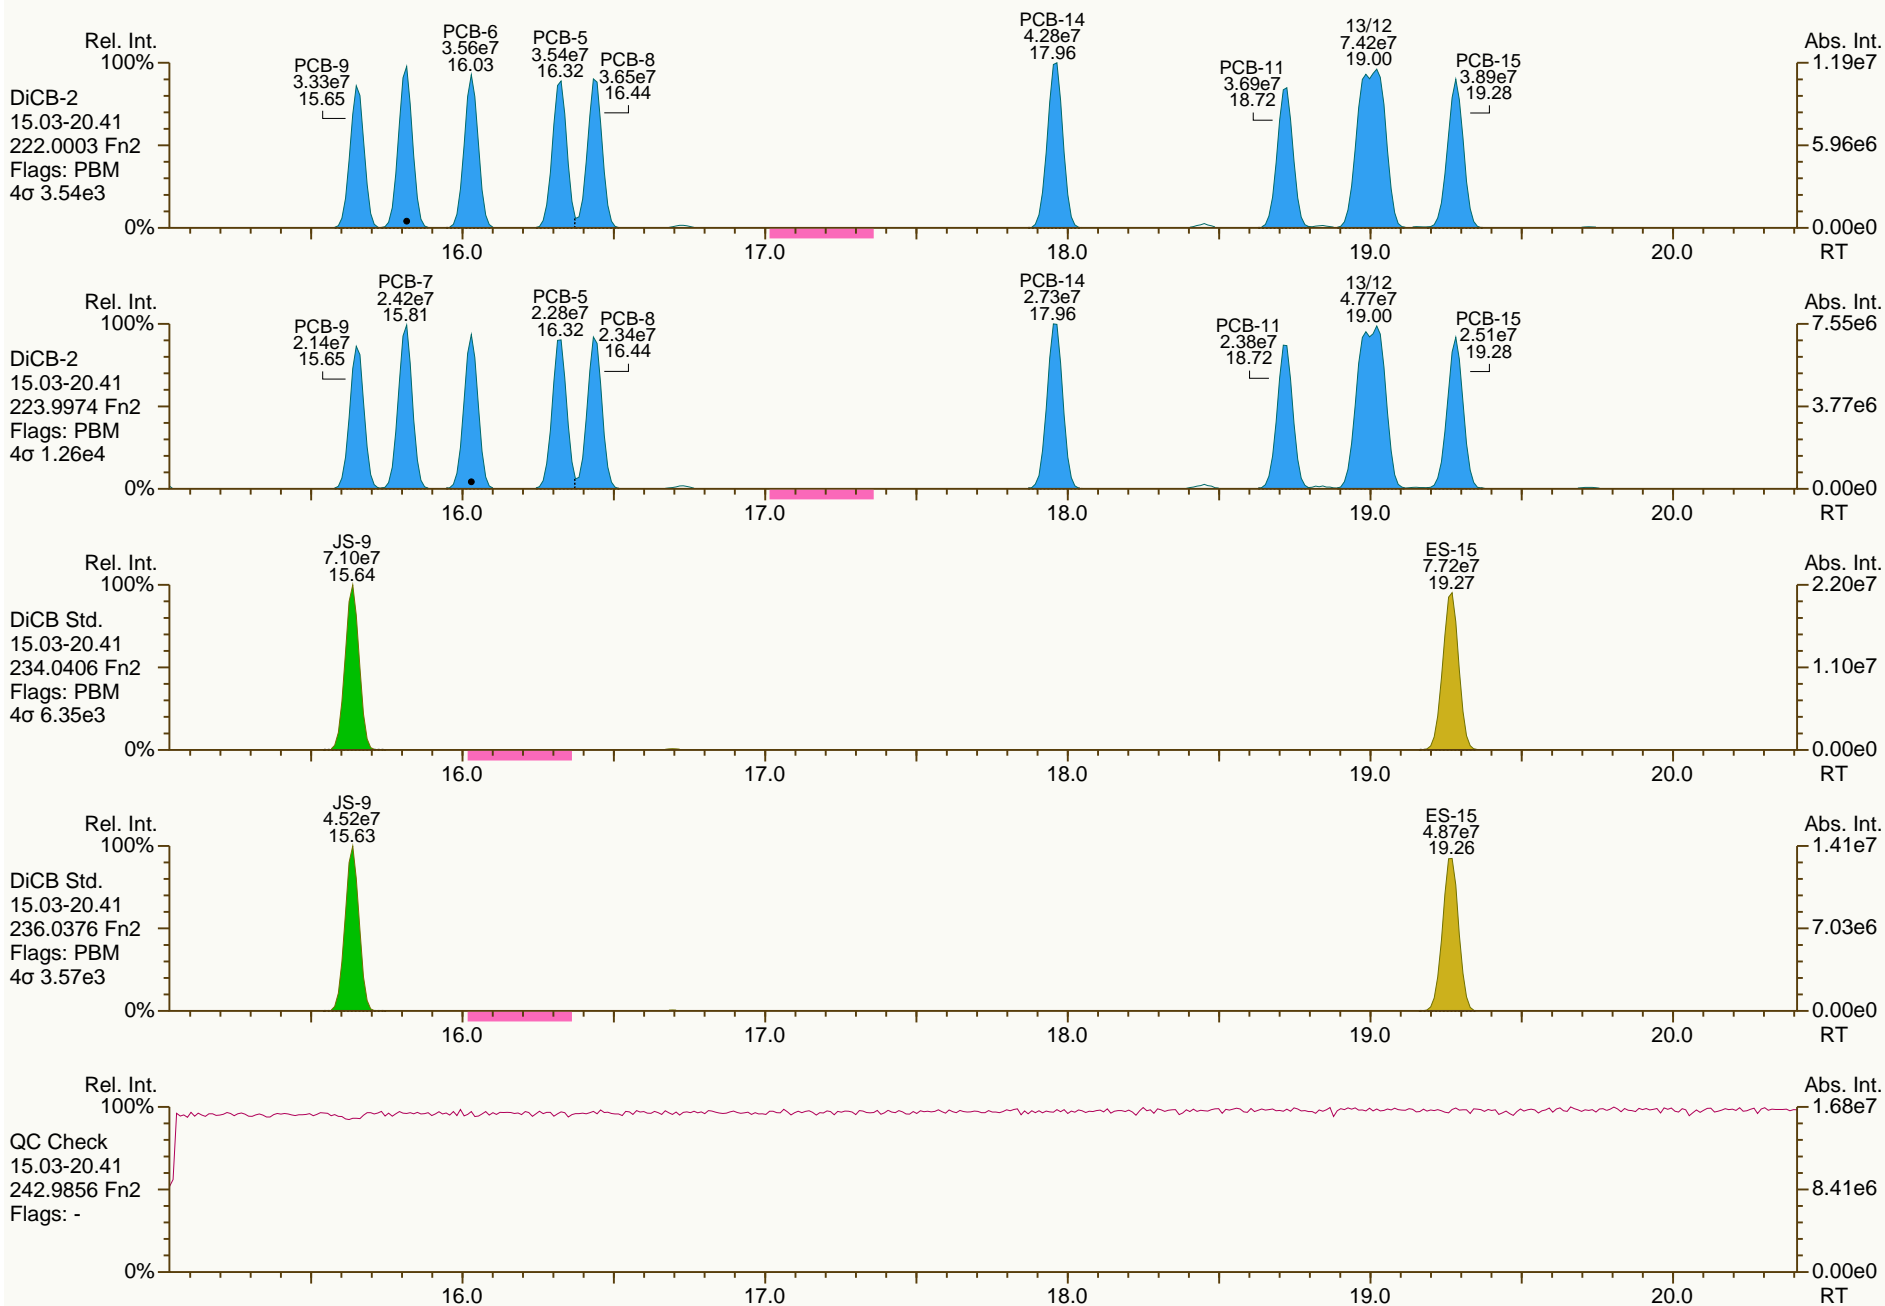 Rel. Int.
100%
0%
DiCB-2
15.03-20.41
222.0003 Fn2
Flags: PBM
4σ 3.54e3
PCB-9
3.33e7
15.65
PCB-6
3.56e7
16.03
PCB-5
3.54e7
16.32
PCB-8
3.65e7
16.44
PCB-14
4.28e7
17.96
PCB-11
3.69e7
18.72
13/12
7.42e7
19.00
PCB-15
3.89e7
19.28
Abs. Int.
1.19e7
5.96e6
0.00e0
16.0 17.0 18.0 19.0 20.0 RT
Rel. Int.
100%
0%
DiCB-2
15.03-20.41
223.9974 Fn2
Flags: PBM
4σ 1.26e4
PCB-9
2.14e7
15.65
PCB-7
2.42e7
15.81
PCB-5
2.28e7
16.32
PCB-8
2.34e7
16.44
PCB-14
2.73e7
17.96
PCB-11
2.38e7
18.72
13/12
4.77e7
19.00
PCB-15
2.51e7
19.28
Abs. Int.
7.55e6
3.77e6
0.00e0
16.0 17.0 18.0 19.0 20.0 RT
Rel. Int.
100%
0%
DiCB Std.
15.03-20.41
234.0406 Fn2
Flags: PBM
4σ 6.35e3
JS-9
7.10e7
15.64
ES-15
7.72e7
19.27
Abs. Int.
2.20e7
1.10e7
0.00e0
16.0 17.0 18.0 19.0 20.0 RT
Rel. Int.
100%
0%
DiCB Std.
15.03-20.41
236.0376 Fn2
Flags: PBM
4σ 3.57e3
JS-9
4.52e7
15.63
ES-15
4.87e7
19.26
Abs. Int.
1.41e7
7.03e6
0.00e0
16.0 17.0 18.0 19.0 20.0 RT
Rel. Int.
100%
0%
QC Check
15.03-20.41
242.9856 Fn2
Flags: -
Abs. Int.
1.68e7
8.41e6
0.00e0
16.0 17.0 18.0 19.0 20.0 RT